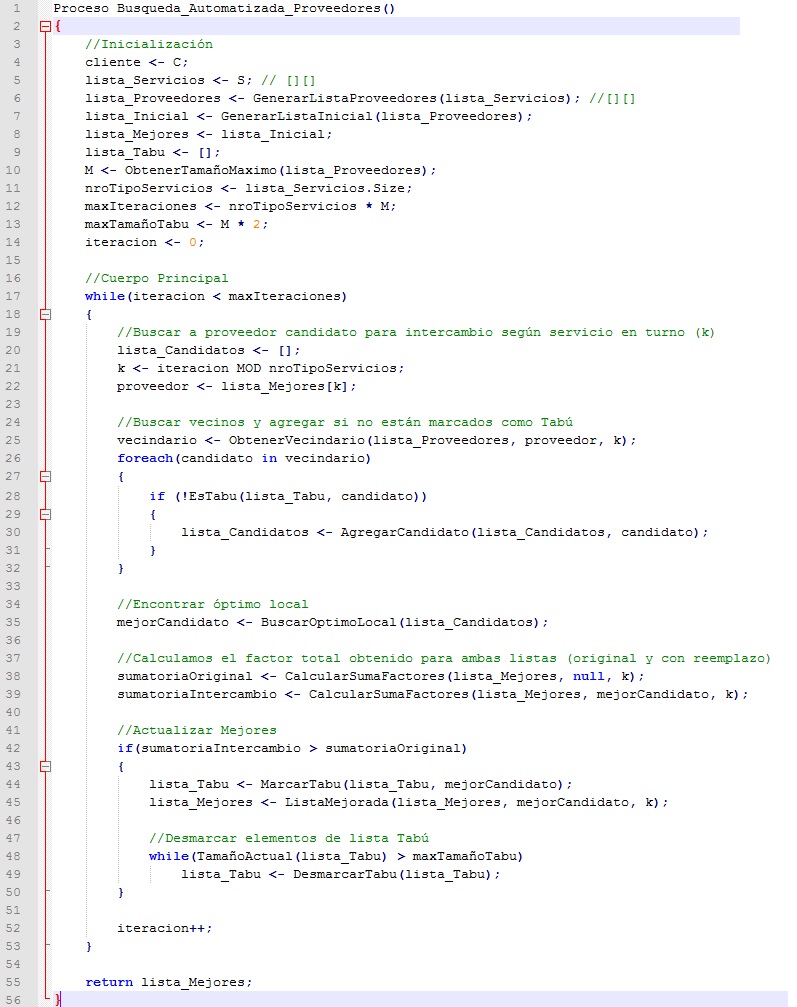 1 Proceso Busqueda_Automatizada_Proveedores()
2 {
3 //Inicialización
4 cliente <- C;
5 lista_Servicios <- S; // [][]
6 lista_Proveedores <- GenerarListaProveedores(lista_Servicios); //[][]
7 lista_Inicial <- GenerarListaInicial(lista_Proveedores);
8 lista_Mejores <- lista_Inicial;
9 lista_Tabu <- [];
10 M <- ObtenerTamañoMaximo(lista_Proveedores);
11 nroTipoServicios <- lista_Servicios.Size;
12 maxIteraciones <- nroTipoServicios * M;
13 maxTamañoTabu <- M * 2;
14 iteracion <- 0;
15
16 //Cuerpo Principal
17 while(iteracion < maxIteraciones)
18 {
19 //Buscar a proveedor candidato para intercambio según servicio en turno (k)
20 lista_Candidatos <- [];
21 k <- iteracion MOD nroTipoServicios;
22 proveedor <- lista_Mejores[k];
23
24 //Buscar vecinos y agregar si no están marcados como Tabú
25 vecindario <- ObtenerVecindario(lista_Proveedores, proveedor, k);
26 foreach(candidato in vecindario)
27 {
28 if (!EsTabu(lista_Tabu, candidato))
29 {
30 lista_Candidatos <- AgregarCandidato(lista_Candidatos, candidato);
31 }
32 }
33
34 //Encontrar óptimo local
35 mejorCandidato <- BuscarOptimoLocal(lista_Candidatos);
36
37 //Calculamos el factor total obtenido para ambas listas (original y con reemplazo)
38 sumatoriaOriginal <- CalcularSumaFactores(lista_Mejores, null, k);
39 sumatoriaIntercambio <- CalcularSumaFactores(lista_Mejores, mejorCandidato, k);
40
41 //Actualizar Mejores
42 if(sumatoriaIntercambio > sumatoriaOriginal)
43 {
44 lista_Tabu <- MarcarTabu(lista_Tabu, mejorCandidato);
45 lista_Mejores <- ListaMejorada(lista_Mejores, mejorCandidato, k);
46
47 //Desmarcar elementos de lista Tabú
48 while(TamañoActual(lista_Tabu) > maxTamañoTabu)
49 lista_Tabu <- DesmarcarTabu(lista_Tabu);
50 }
51
52 iteracion++;
53 }
54
55 return lista_Mejores;
56 }